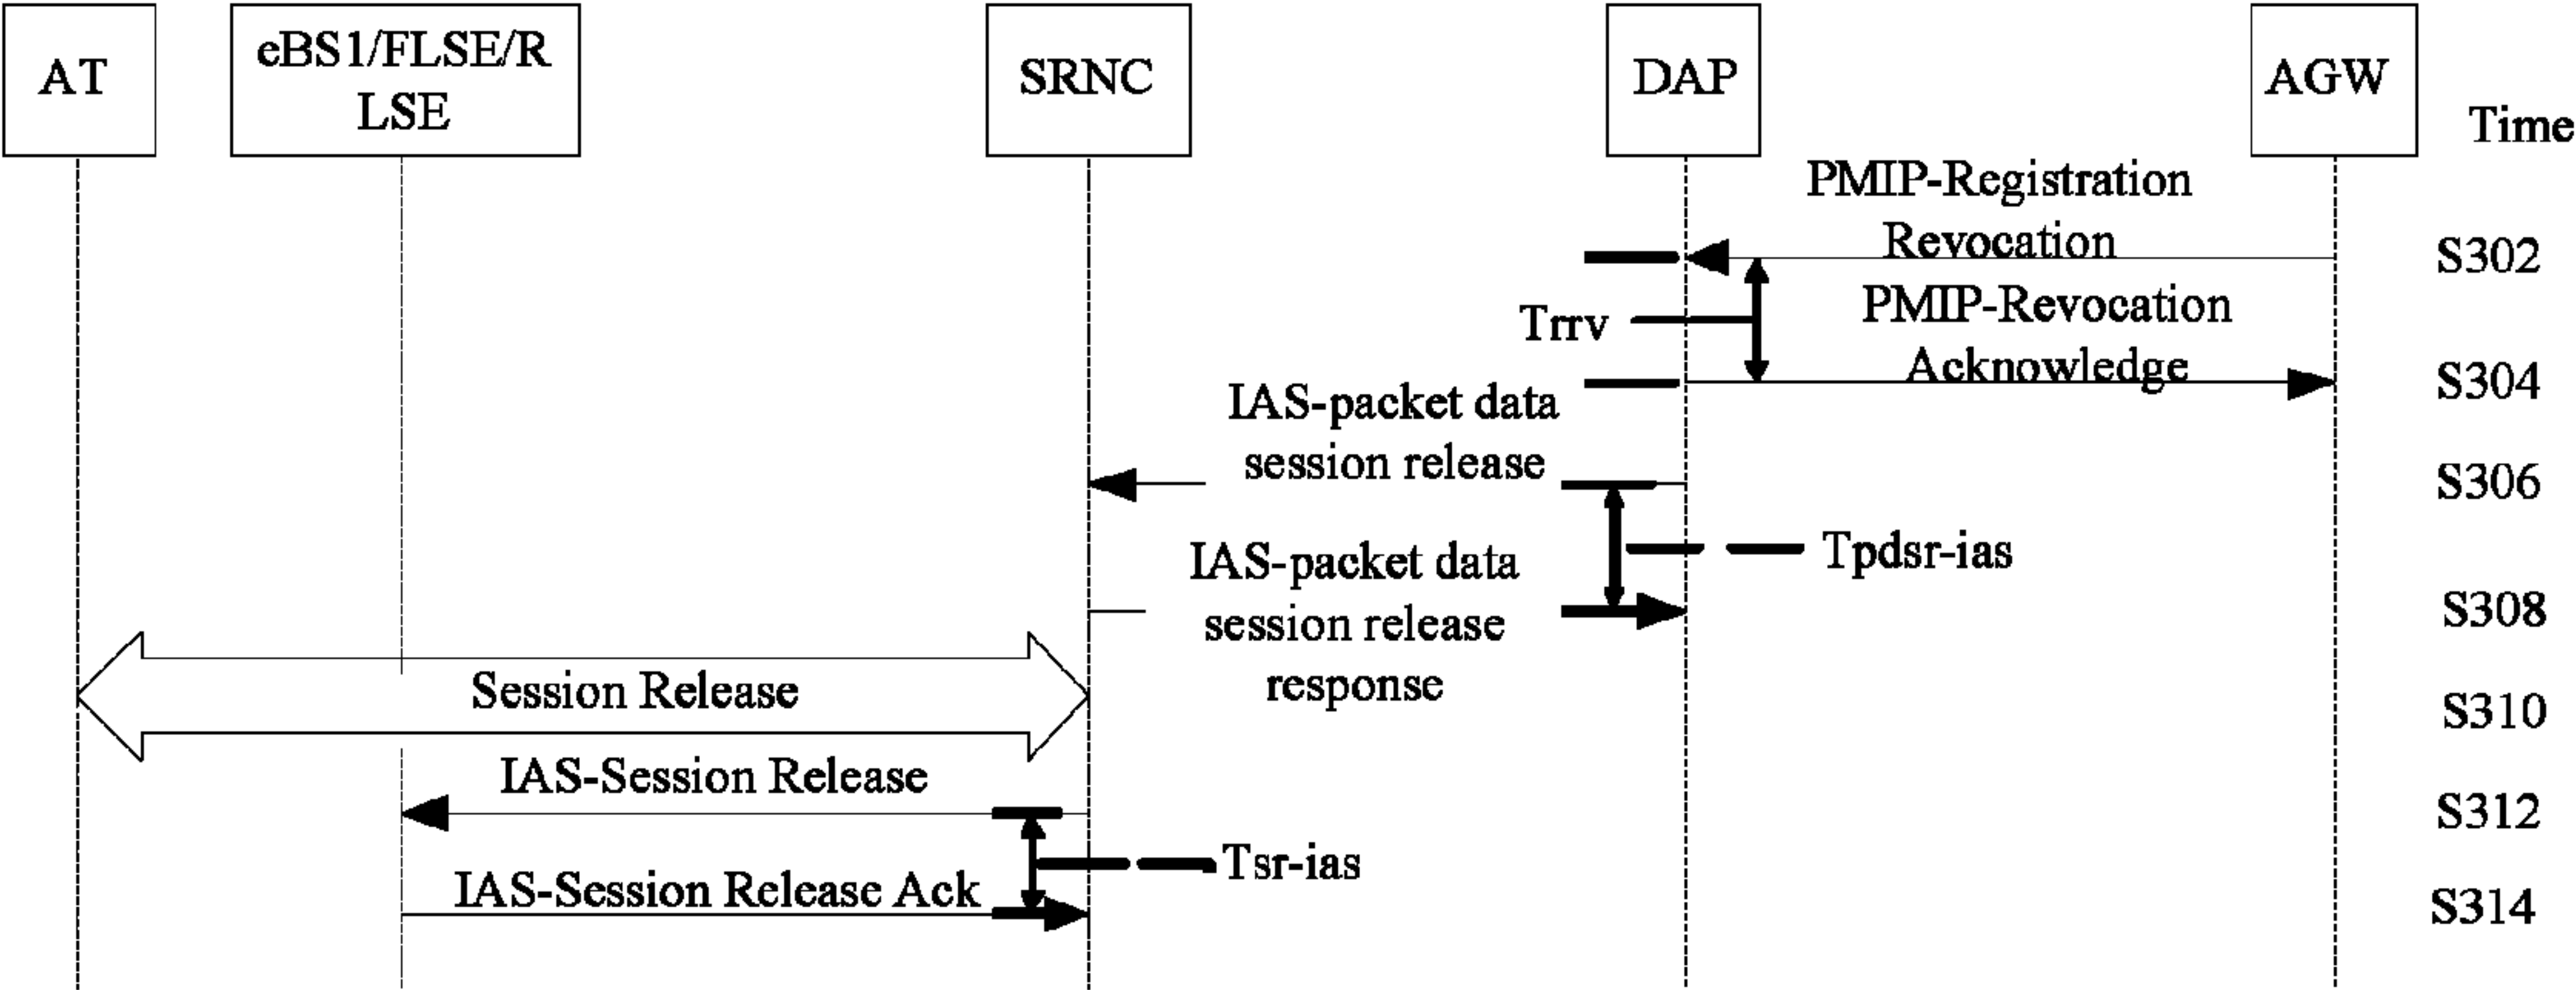 AT
eBS1/FLSE/R
LSE
SRNC
DAP
AGW
Time
PMIP-Registration
Revocation
S302
Trrv
PMIP-Revocation
Acknowledge
S304
IAS-packet data
session release
S306
Tpdsr-ias
IAS-packet data
session release
response
S308
Session Release
S310
IAS-Session Release
S312
Tsr-ias
IAS-Session Release Ack
S314